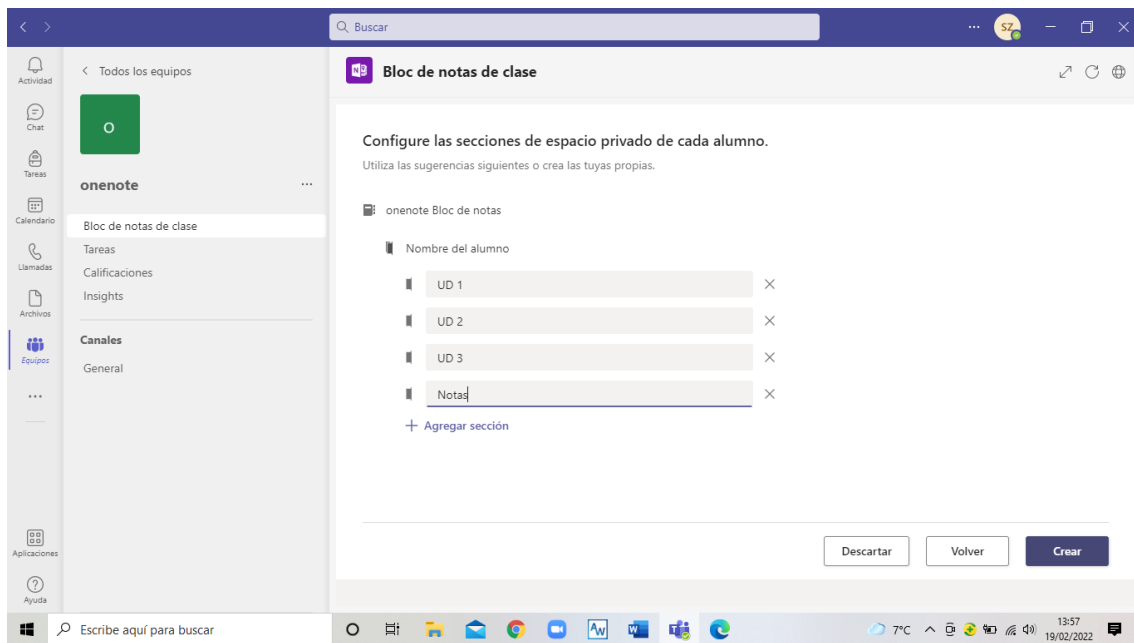 Buscar
SZ
Actividad
Chat
Tareas
Calendario
Llamadas
Archivos
Equipos
Aplicaciones
Ayuda
Todos los equipos
O
onenote
Bloc de notas de clase
Tareas
Calificaciones
Insights
Canales
General
N
Bloc de notas de clase
Configure las secciones de espacio privado de cada alumno.
Utiliza las sugerencias siguientes o crea las tuyas propias.
onenote Bloc de notas
Nombre del alumno
UD 1
UD 2
UD 3
Notas
Agregar sección
Descartar
Volver
Crear
Escribe aquí para buscar
AW
7°C
13:57
19/02/2022